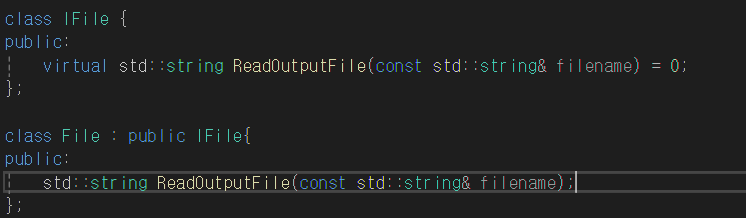 class IFile {
public:
virtual std::string ReadOutputFile(const std::string& filename) = 0;
};
class File : public IFile{
public:
std::string ReadOutputFile(const std::string& filename);
};